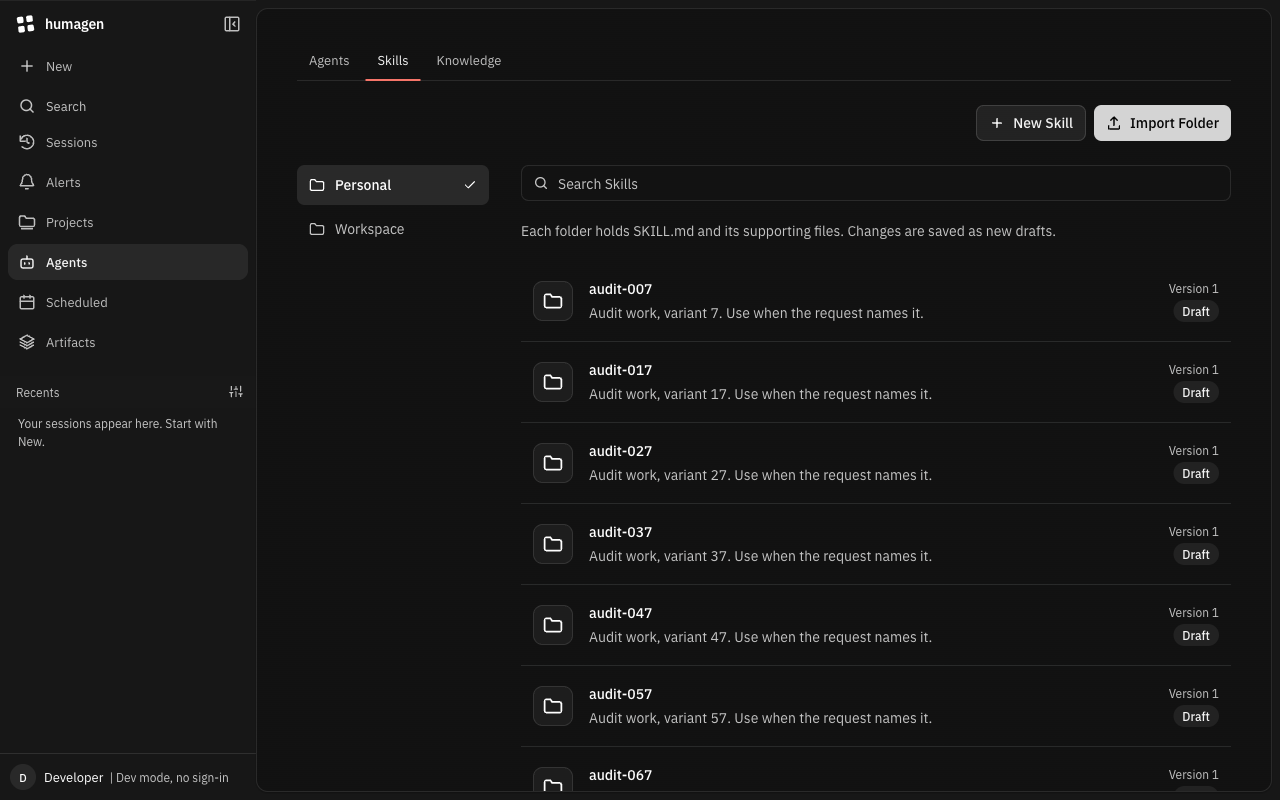 humagen
New
Search
Sessions
Alerts
Projects
Agents
Scheduled
Artifacts
Recents
Your sessions appear here. Start with
New.
D
Developer | Dev mode, no sign-in
Agents
Skills
Knowledge
New Skill
Import Folder
Personal
Workspace
Search Skills
Each folder holds SKILL.md and its supporting files. Changes are saved as new drafts.
audit-007
Version 1
Audit work, variant 7. Use when the request names it.
Draft
audit-017
Version 1
Audit work, variant 17. Use when the request names it.
Draft
audit-027
Version 1
Audit work, variant 27. Use when the request names it.
Draft
audit-037
Version 1
Audit work, variant 37. Use when the request names it.
Draft
audit-047
Version 1
Audit work, variant 47. Use when the request names it.
Draft
audit-057
Version 1
Audit work, variant 57. Use when the request names it.
Draft
audit-067
Version 1